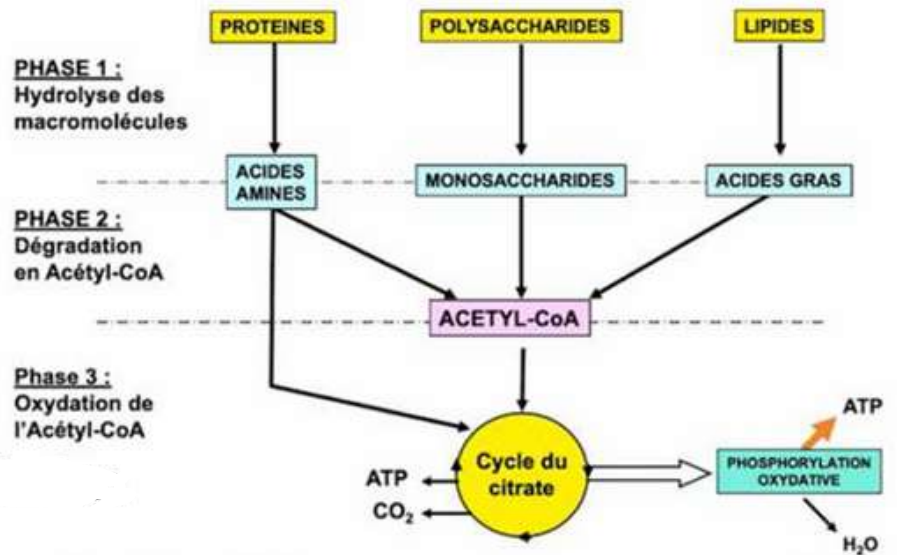 PROTEINES
POLYSACCHARIDES
LIPIDES
PHASE 1 :
Hydrolyse des
macromolécules
ACIDES
AMINES
MONOSACCHARIDES
ACIDES GRAS
PHASE 2 :
Dégradation
en Acétyl-CoA
ACETYL-CoA
Phase 3 :
Oxydation de
l'Acétyl-CoA
Cycle du
citrate
ATP
CO₂
ATP
PHOSPHORYLATION
OXYDATIVE
H₂O